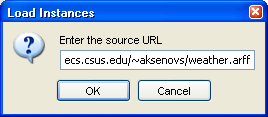 Load Instances
Enter the source URL
ecs.csus.edu/~aksenovs/weather.arff
OK
Cancel